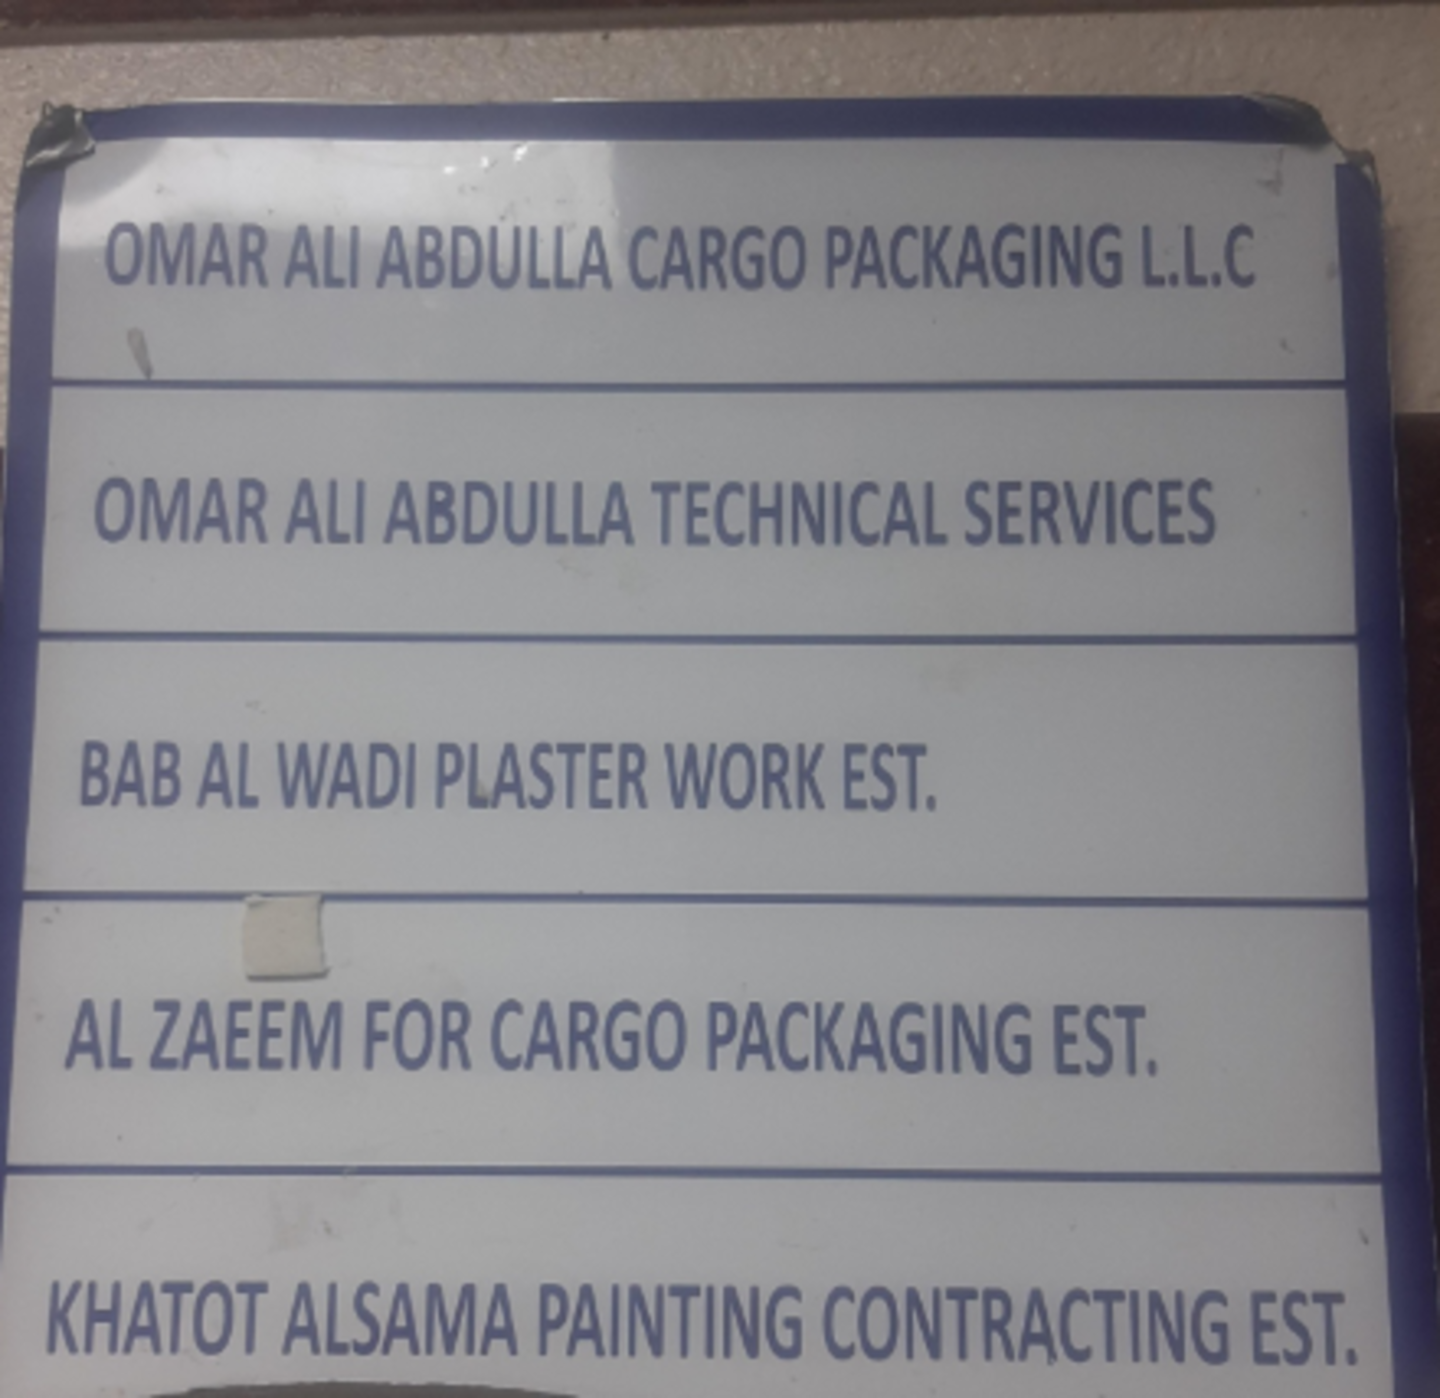 OMAR ALI ABDULLA CARGO PACKAGING L.L.C
OMAR ALI ABDULLA TECHNICAL SERVICES
BAB AL WADI PLASTER WORK EST.
AL ZAEEM FOR CARGO PACKAGING EST.
KHATOT ALSAMA PAINTING CONTRACTING EST.